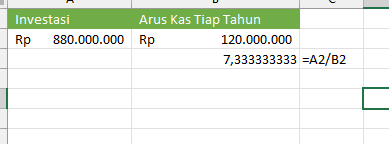 Investasi Arus Kas Tiap Tahun
Rp 880.000.000 Rp 120.000.000
7,333333333 =A2/B2